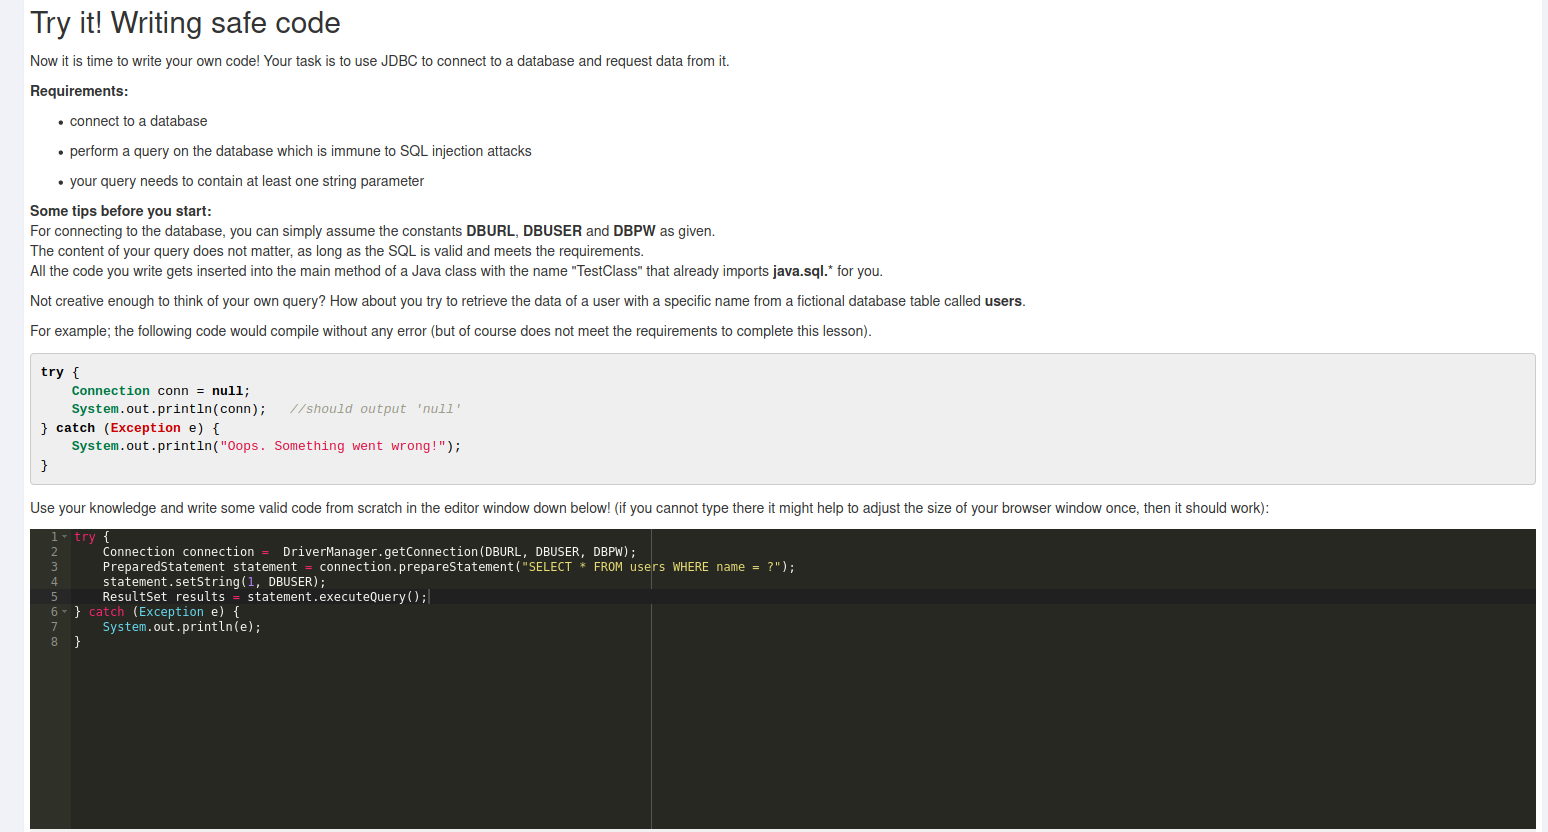 Try it! Writing safe code
Now it is time to write your own code! Your task is to use JDBC to connect to a database and request data from it.
Requirements:
• connect to a database
• perform a query on the database which is immune to SQL injection attacks
• your query needs to contain at least one string parameter
Some tips before you start:
For connecting to the database, you can simply assume the constants DBURL, DBUSER and DBPW as given.
The content of your query does not matter, as long as the SQL is valid and meets the requirements.
All the code you write gets inserted into the main method of a Java class with the name "TestClass" that already imports java.sql.* for you.
Not creative enough to think of your own query? How about you try to retrieve the data of a user with a specific name from a fictional database table called users.
For example; the following code would compile without any error (but of course does not meet the requirements to complete this lesson).
try {
    Connection conn = null;
    System.out.println(conn);   //should output 'null'
} catch (Exception e) {
    System.out.println("Oops. Something went wrong!");
}
Use your knowledge and write some valid code from scratch in the editor window down below! (if you cannot type there it might help to adjust the size of your browser window once, then it should work):
1 try {
2     Connection connection =  DriverManager.getConnection(DBURL, DBUSER, DBPW);
3     PreparedStatement statement = connection.prepareStatement("SELECT * FROM users WHERE name = ?");
4     statement.setString(1, DBUSER);
5     ResultSet results = statement.executeQuery();
6 } catch (Exception e) {
7     System.out.println(e);
8 }